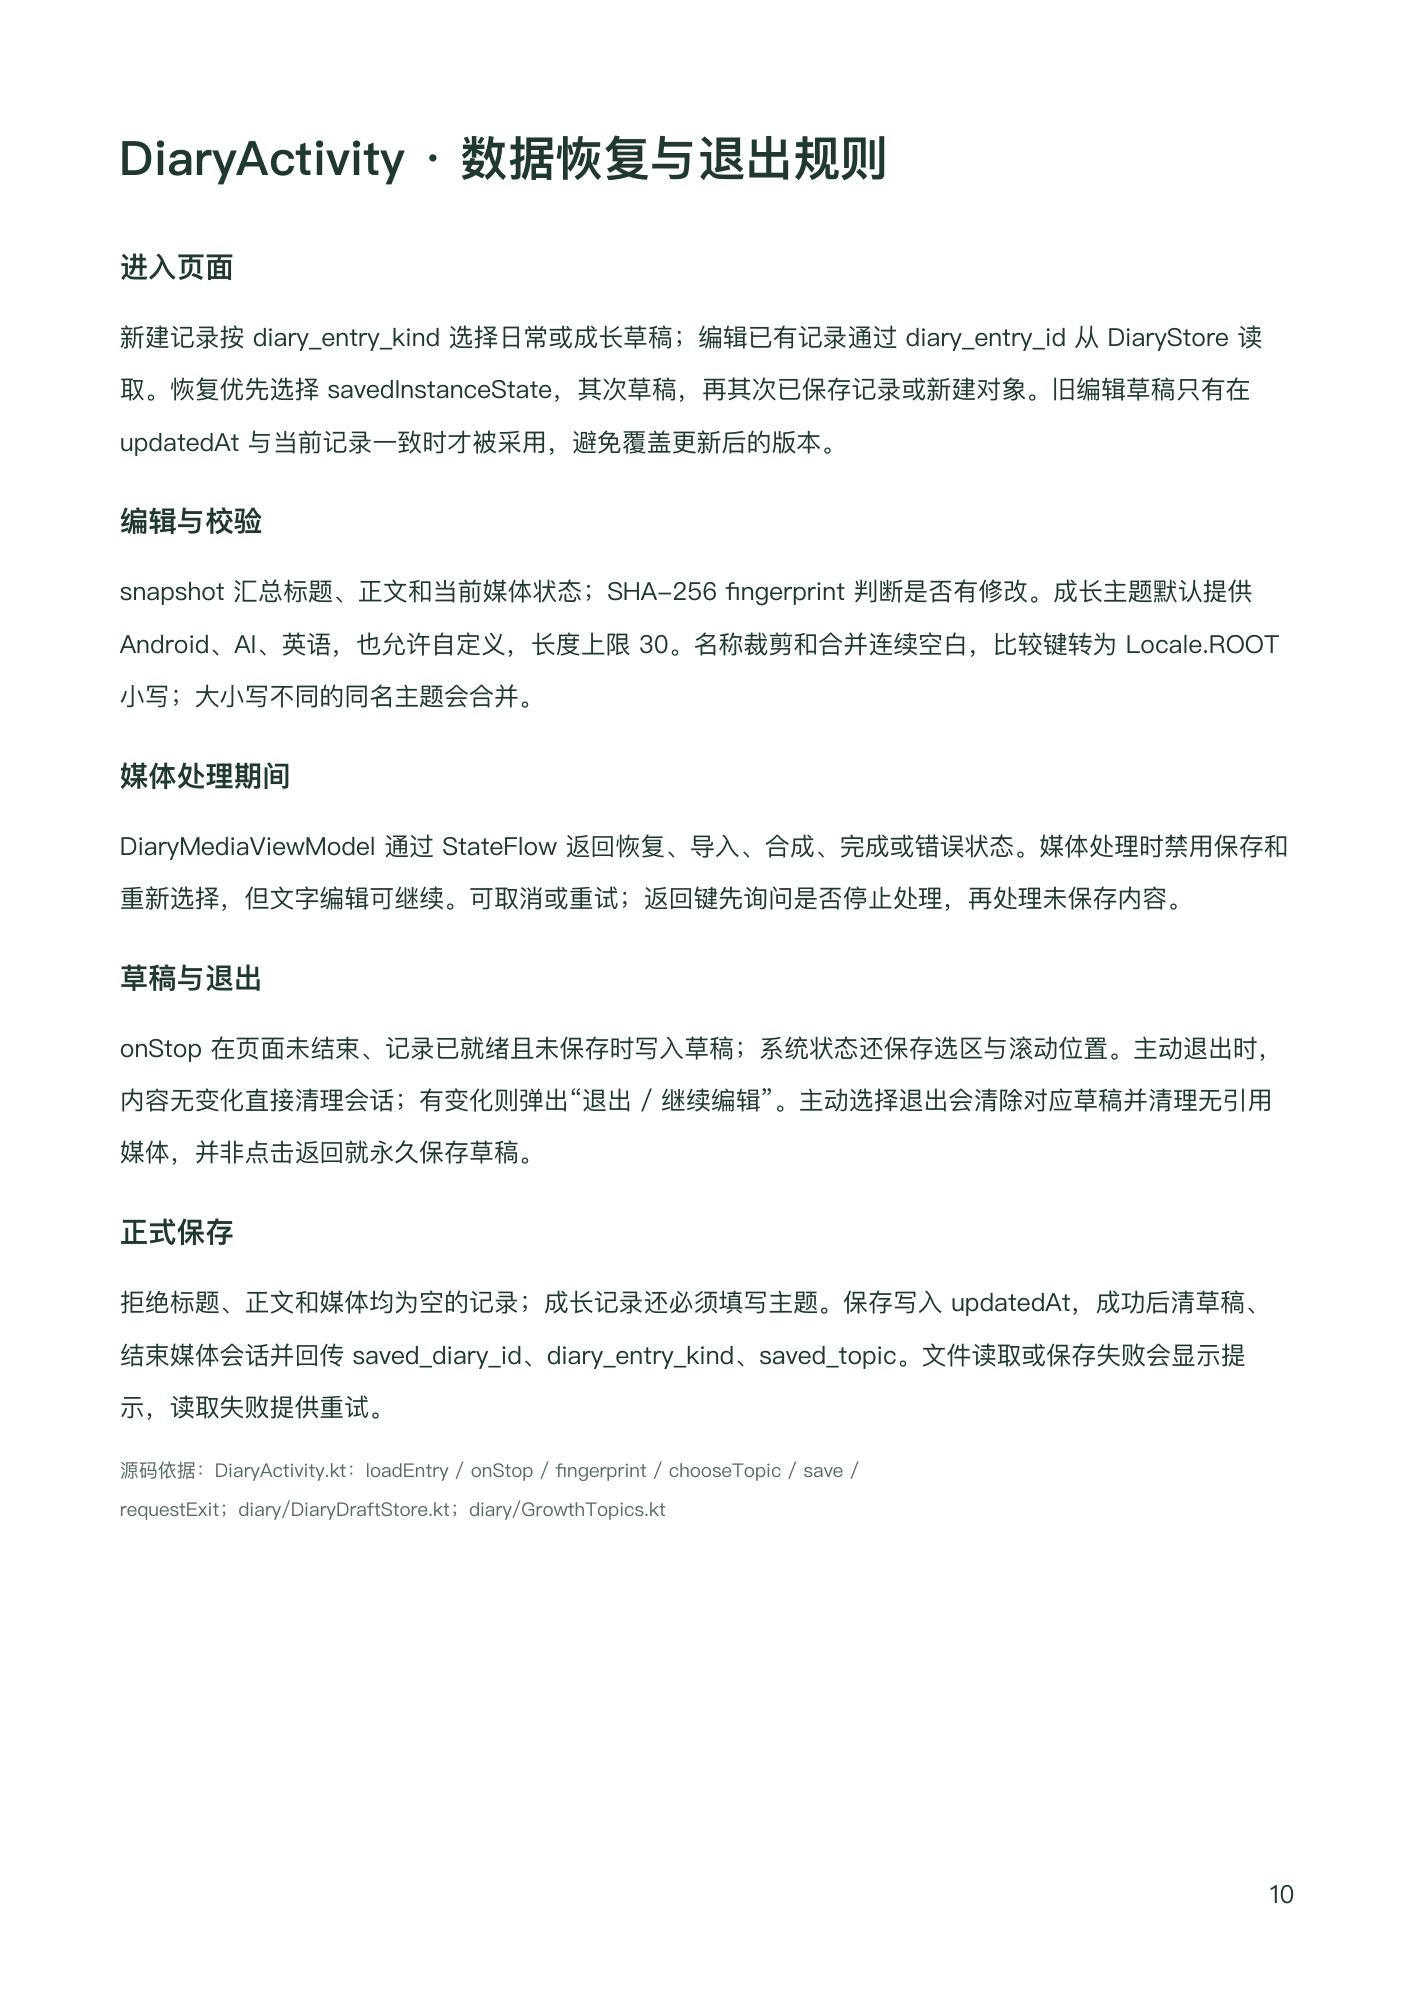 DiaryActivity · 数据恢复与退出规则
进入页面
新建记录按 diary_entry_kind 选择日常或成长草稿；编辑已有记录通过 diary_entry_id 从 DiaryStore 读
取。恢复优先选择 savedInstanceState，其次草稿，再其次已保存记录或新建对象。旧编辑草稿只有在
updatedAt 与当前记录一致时才被采用，避免覆盖更新后的版本。
编辑与校验
snapshot 汇总标题、正文和当前媒体状态；SHA-256 fingerprint 判断是否有修改。成长主题默认提供
Android、AI、英语，也允许自定义，长度上限 30。名称裁剪和合并连续空白，比较键转为 Locale.ROOT
小写；大小写不同的同名主题会合并。
媒体处理期间
DiaryMediaViewModel 通过 StateFlow 返回恢复、导入、合成、完成或错误状态。媒体处理时禁用保存和
重新选择，但文字编辑可继续。可取消或重试；返回键先询问是否停止处理，再处理未保存内容。
草稿与退出
onStop 在页面未结束、记录已就绪且未保存时写入草稿；系统状态还保存选区与滚动位置。主动退出时，
内容无变化直接清理会话；有变化则弹出“退出 / 继续编辑”。主动选择退出会清除对应草稿并清理无引用
媒体，并非点击返回就永久保存草稿。
正式保存
拒绝标题、正文和媒体均为空的记录；成长记录还必须填写主题。保存写入 updatedAt，成功后清草稿、
结束媒体会话并回传 saved_diary_id、diary_entry_kind、saved_topic。文件读取或保存失败会显示提
示，读取失败提供重试。
源码依据：DiaryActivity.kt：loadEntry / onStop / fingerprint / chooseTopic / save /
requestExit；diary/DiaryDraftStore.kt；diary/GrowthTopics.kt
10